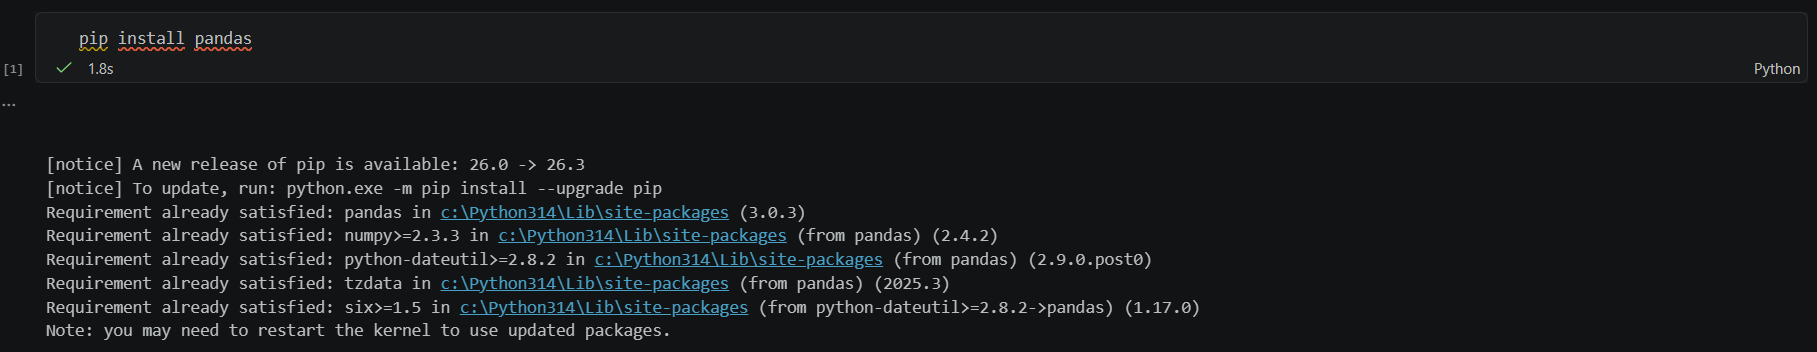 pip install pandas
[1]
1.8s
Python
...
[notice] A new release of pip is available: 26.0 -> 26.3
[notice] To update, run: python.exe -m pip install --upgrade pip
Requirement already satisfied: pandas in c:\Python314\Lib\site-packages (3.0.3)
Requirement already satisfied: numpy>=2.3.3 in c:\Python314\Lib\site-packages (from pandas) (2.4.2)
Requirement already satisfied: python-dateutil>=2.8.2 in c:\Python314\Lib\site-packages (from pandas) (2.9.0.post0)
Requirement already satisfied: tzdata in c:\Python314\Lib\site-packages (from pandas) (2025.3)
Requirement already satisfied: six>=1.5 in c:\Python314\Lib\site-packages (from python-dateutil>=2.8.2->pandas) (1.17.0)
Note: you may need to restart the kernel to use updated packages.